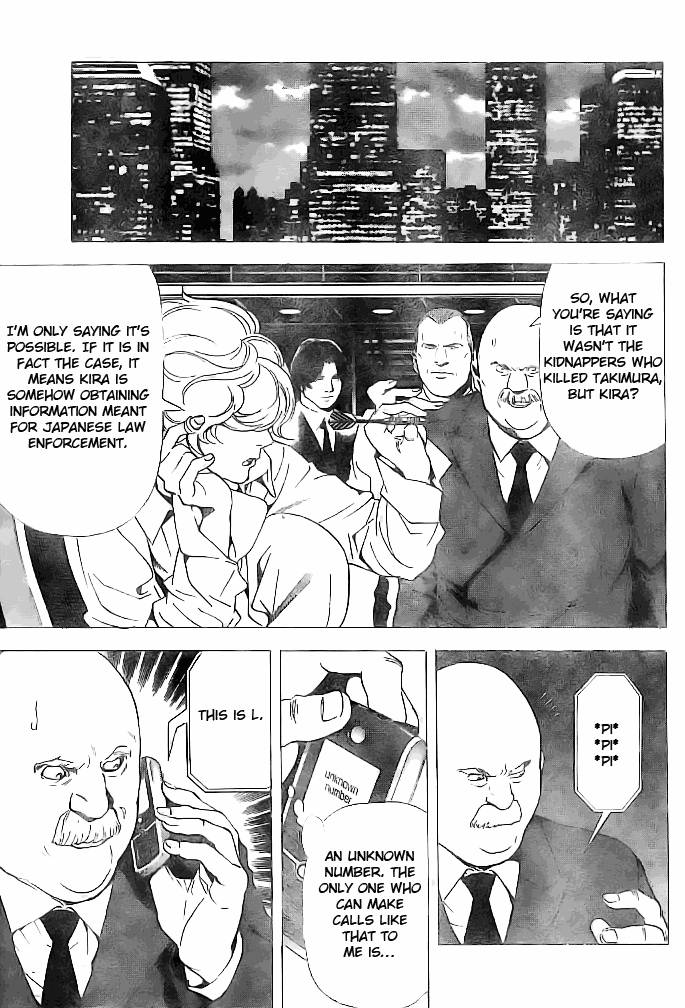 SO, WHAT
YOU'RE SAYING
IS THAT IT
WASN'T THE
KIDNAPPERS WHO
KILLED TAKIMURA,
BUT KIRA?
I'M ONLY SAYING IT'S
POSSIBLE. IF IT IS IN
FACT THE CASE, IT
MEANS KIRA IS
SOMEHOW OBTAINING
INFORMATION MEANT
FOR JAPANESE LAW
ENFORCEMENT.
*PI*
*PI*
*PI*
unknown
number
AN UNKNOWN
NUMBER. THE
ONLY ONE WHO
CAN MAKE
CALLS LIKE
THAT TO
ME IS...
THIS IS L.